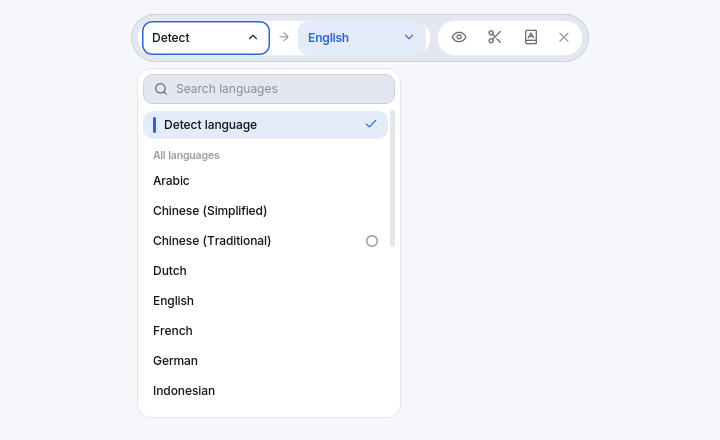 Detect
English
Search languages
Detect language
All languages
Arabic
Chinese (Simplified)
Chinese (Traditional)
Dutch
English
French
German
Indonesian